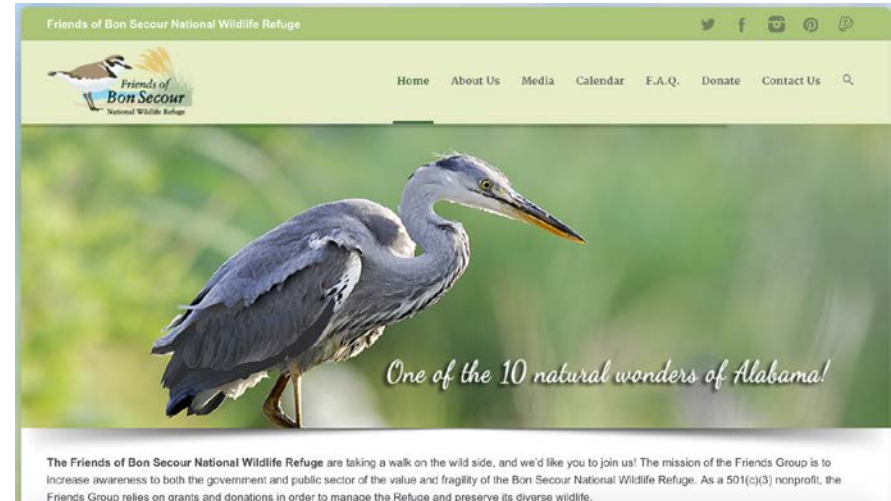 Friends of Bon Secour National Wildlife Refuge
Friends of
Bon Secour
National Wildlife Refuge
Home About Us Media Calendar F.A.Q. Donate Contact Us
One of the 10 natural wonders of Alabama!
The Friends of Bon Secour National Wildlife Refuge are taking a walk on the wild side, and we'd like you to join us! The mission of the Friends Group is to
increase awareness to both the government and public sector of the value and fragility of the Bon Secour National Wildlife Refuge. As a 501(c)(3) nonprofit, the
Friends Group relies on grants and donations in order to manage the Refuge and preserve its diverse wildlife.